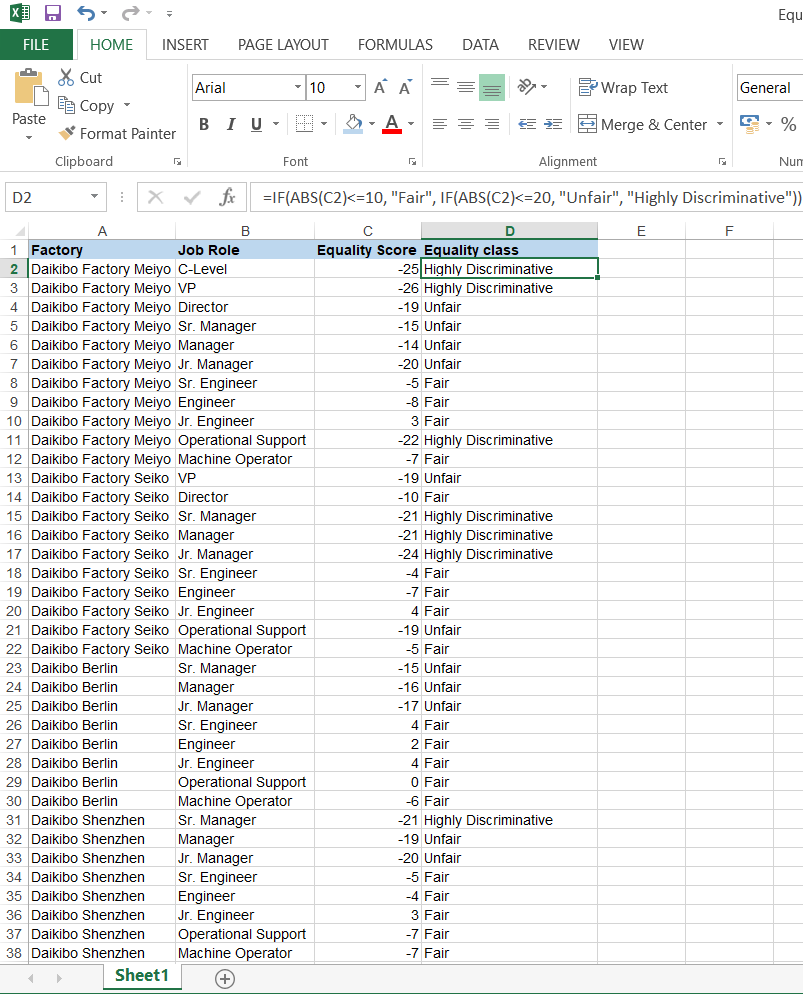 Equ
FILE HOME INSERT PAGE LAYOUT FORMULAS DATA REVIEW VIEW
Paste
Cut
Copy
Format Painter
Clipboard
Arial 10 A A
B I U A
Font
Wrap Text
Merge & Center
Alignment
General
%
Num
D2 fx =IF(ABS(C2)<=10, "Fair", IF(ABS(C2)<=20, "Unfair", "Highly Discriminative"))
A B C D E F
1 Factory Job Role Equality Score Equality class
2 Daikibo Factory Meiyo C-Level -25 Highly Discriminative
3 Daikibo Factory Meiyo VP -26 Highly Discriminative
4 Daikibo Factory Meiyo Director -19 Unfair
5 Daikibo Factory Meiyo Sr. Manager -15 Unfair
6 Daikibo Factory Meiyo Manager -14 Unfair
7 Daikibo Factory Meiyo Jr. Manager -20 Unfair
8 Daikibo Factory Meiyo Sr. Engineer -5 Fair
9 Daikibo Factory Meiyo Engineer -8 Fair
10 Daikibo Factory Meiyo Jr. Engineer 3 Fair
11 Daikibo Factory Meiyo Operational Support -22 Highly Discriminative
12 Daikibo Factory Meiyo Machine Operator -7 Fair
13 Daikibo Factory Seiko VP -19 Unfair
14 Daikibo Factory Seiko Director -10 Fair
15 Daikibo Factory Seiko Sr. Manager -21 Highly Discriminative
16 Daikibo Factory Seiko Manager -21 Highly Discriminative
17 Daikibo Factory Seiko Jr. Manager -24 Highly Discriminative
18 Daikibo Factory Seiko Sr. Engineer -4 Fair
19 Daikibo Factory Seiko Engineer -7 Fair
20 Daikibo Factory Seiko Jr. Engineer 4 Fair
21 Daikibo Factory Seiko Operational Support -19 Unfair
22 Daikibo Factory Seiko Machine Operator -5 Fair
23 Daikibo Berlin Sr. Manager -15 Unfair
24 Daikibo Berlin Manager -16 Unfair
25 Daikibo Berlin Jr. Manager -17 Unfair
26 Daikibo Berlin Sr. Engineer 4 Fair
27 Daikibo Berlin Engineer 2 Fair
28 Daikibo Berlin Jr. Engineer 4 Fair
29 Daikibo Berlin Operational Support 0 Fair
30 Daikibo Berlin Machine Operator -6 Fair
31 Daikibo Shenzhen Sr. Manager -21 Highly Discriminative
32 Daikibo Shenzhen Manager -19 Unfair
33 Daikibo Shenzhen Jr. Manager -20 Unfair
34 Daikibo Shenzhen Sr. Engineer -5 Fair
35 Daikibo Shenzhen Engineer -4 Fair
36 Daikibo Shenzhen Jr. Engineer 3 Fair
37 Daikibo Shenzhen Operational Support -7 Fair
38 Daikibo Shenzhen Machine Operator -7 Fair
Sheet1